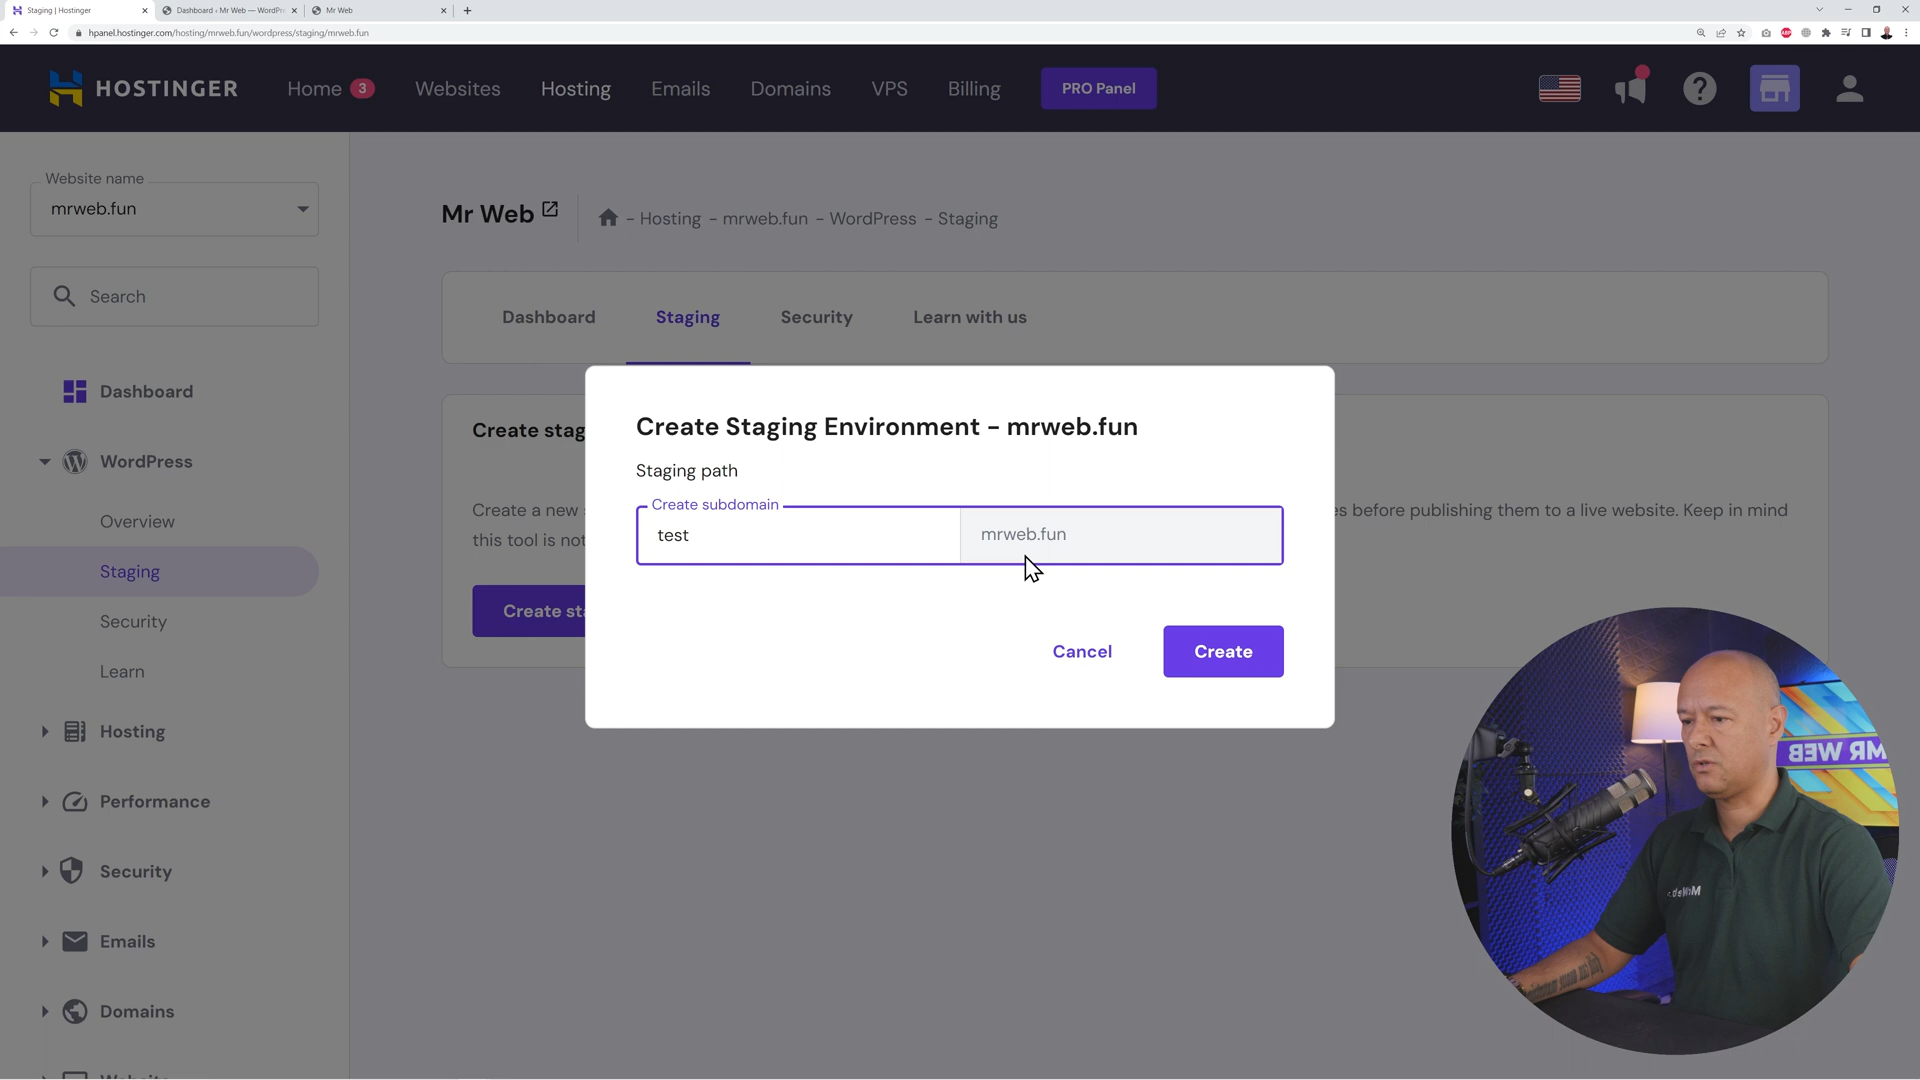 Staging | Hostinger
Dashboard ‹ Mr Web — WordPr
Mr Web
hpanel.hostinger.com/hosting/mrweb.fun/wordpress/staging/mrweb.fun
HOSTINGER
Home 3
Websites
Hosting
Emails
Domains
VPS
Billing
PRO Panel
Website name
mrweb.fun
Search
Dashboard
WordPress
Overview
Staging
Security
Learn
Hosting
Performance
Security
Emails
Domains
Mr Web
- Hosting - mrweb.fun - WordPress - Staging
Dashboard
Staging
Security
Learn with us
Create stag
Create a new
es before publishing them to a live website. Keep in mind
this tool is not
Create sta
Create Staging Environment - mrweb.fun
Staging path
Create subdomain
test
mrweb.fun
Cancel
Create
MR WEB